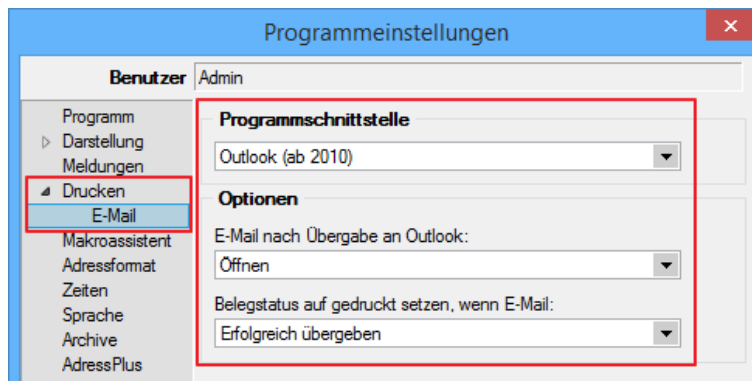 Programmeinstellungen
Benutzer Admin
Programm
Darstellung
Meldungen
Drucken
E-Mail
Makroassistent
Adressformat
Zeiten
Sprache
Archive
AdressPlus
Programmschnittstelle
Outlook (ab 2010)
Optionen
E-Mail nach Übergabe an Outlook:
Öffnen
Belegstatus auf gedruckt setzen, wenn E-Mail:
Erfolgreich übergeben